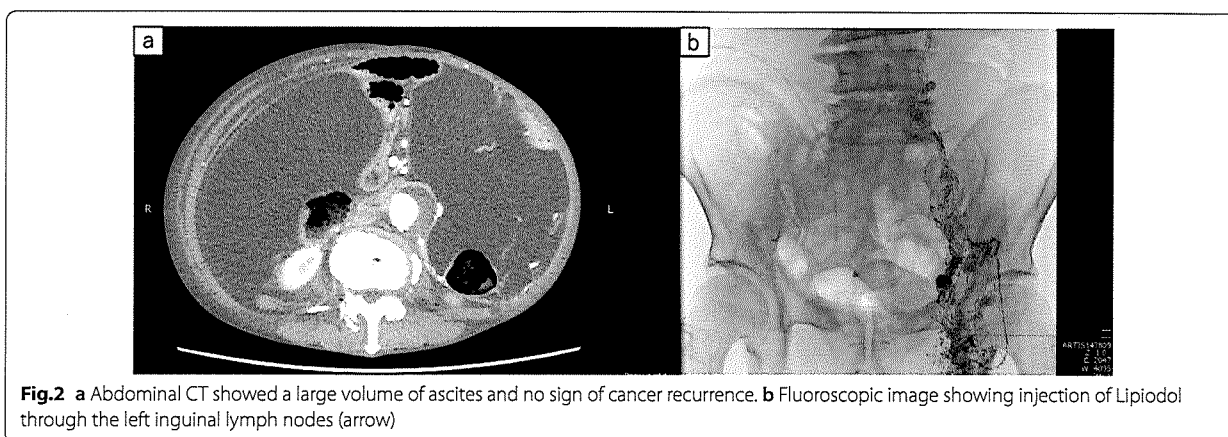 a
b
R
L
Fig.2 a Abdominal CT showed a large volume of ascites and no sign of cancer recurrence. b Fluoroscopic image showing injection of Lipiodol
through the left inguinal lymph nodes (arrow)